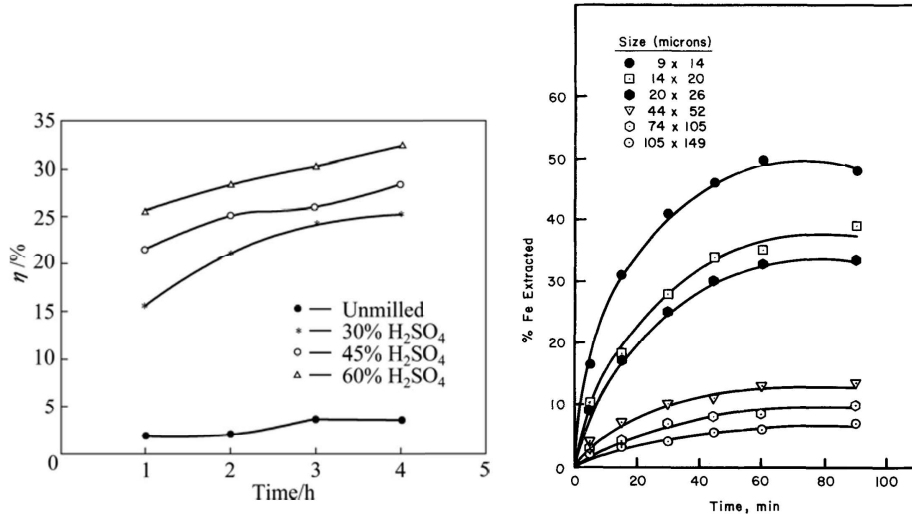 35
30
25
20
15
10
5
0
1
2
3
4
5
η/%
Time/h
Unmilled
30% H₂SO₄
45% H₂SO₄
60% H₂SO₄
Size (microns)
9 x 14
14 x 20
20 x 26
44 x 52
74 x 105
105 x 149
60
50
40
30
20
10
0
0
20
40
60
80
100
% Fe Extracted
Time, min